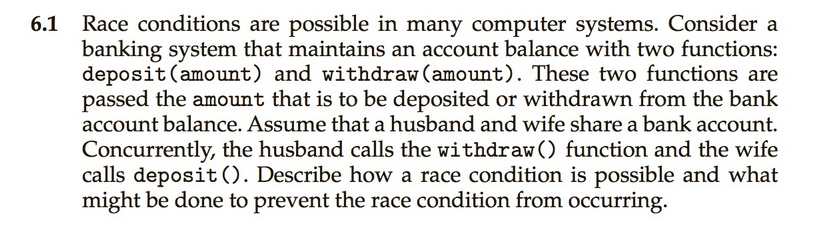 6.1 Race conditions are possible in many computer systems. Consider a
banking system that maintains an account balance with two functions:
deposit(amount) and withdraw(amount). These two functions are
passed the amount that is to be deposited or withdrawn from the bank
account balance. Assume that a husband and wife share a bank account.
Concurrently, the husband calls the withdraw() function and the wife
calls deposit(). Describe how a race condition is possible and what
might be done to prevent the race condition from occurring.